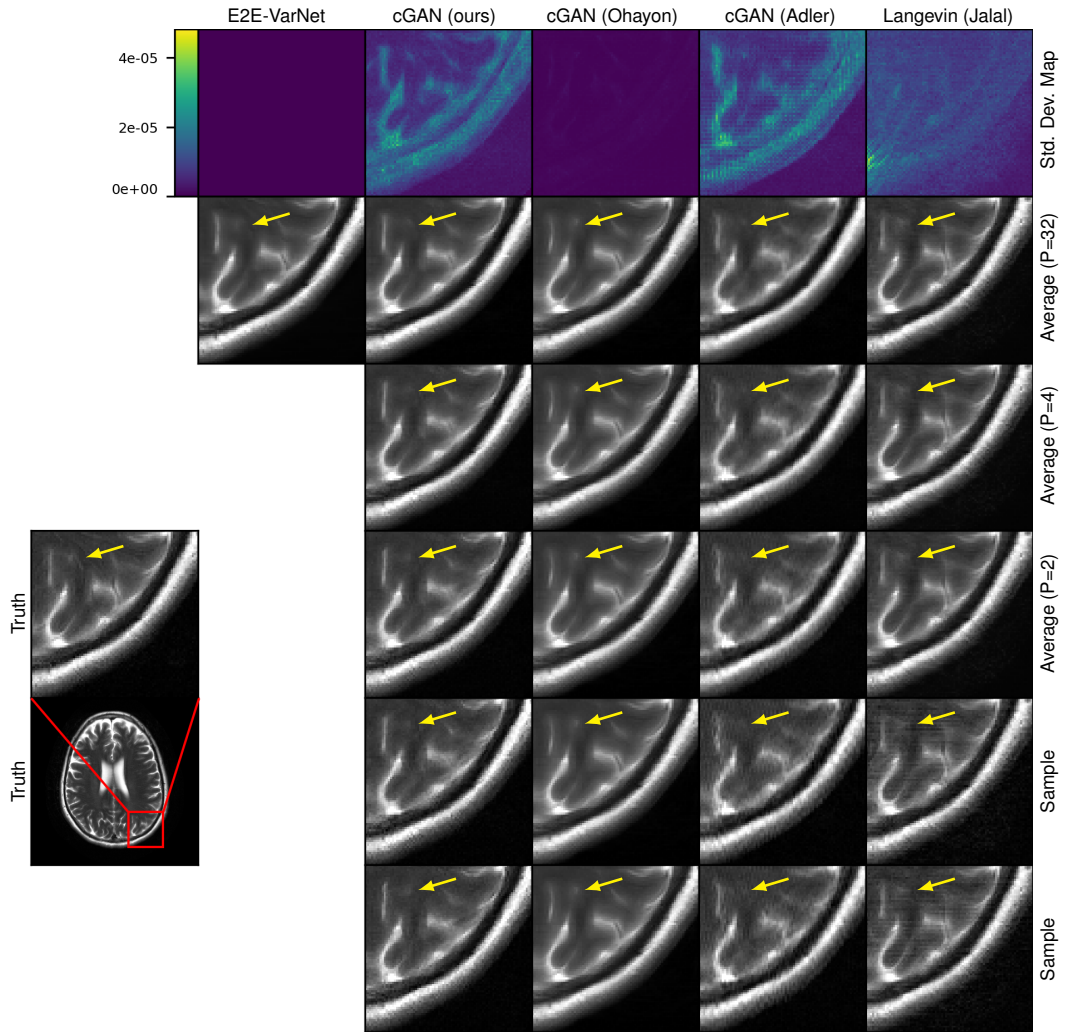 E2E-VarNet
cGAN (ours)
cGAN (Ohayon)
cGAN (Adler)
Langevin (Jalal)
4e-05
2e-05
0e+00
Std. Dev. Map
Average (P=32)
Average (P=4)
Truth
Average (P=2)
Truth
Sample
Sample